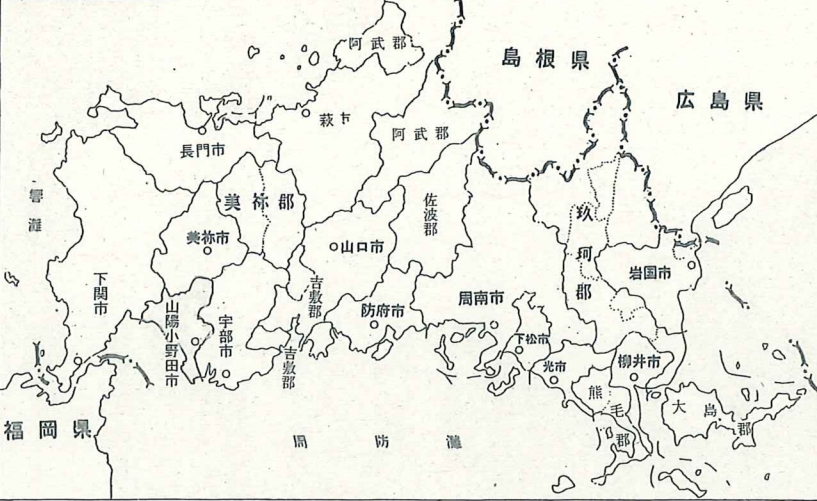 阿武郡
島根県
広島県
萩市
阿武郡
長門市
響灘
美祢郡
佐波郡
玖珂郡
美祢市
山口市
岩国市
下関市
吉敷郡
周南市
防府市
山陽小野田市
宇部市
吉敷郡
下松市
光市
柳井市
熊毛郡
大島郡
福岡県
周防灘